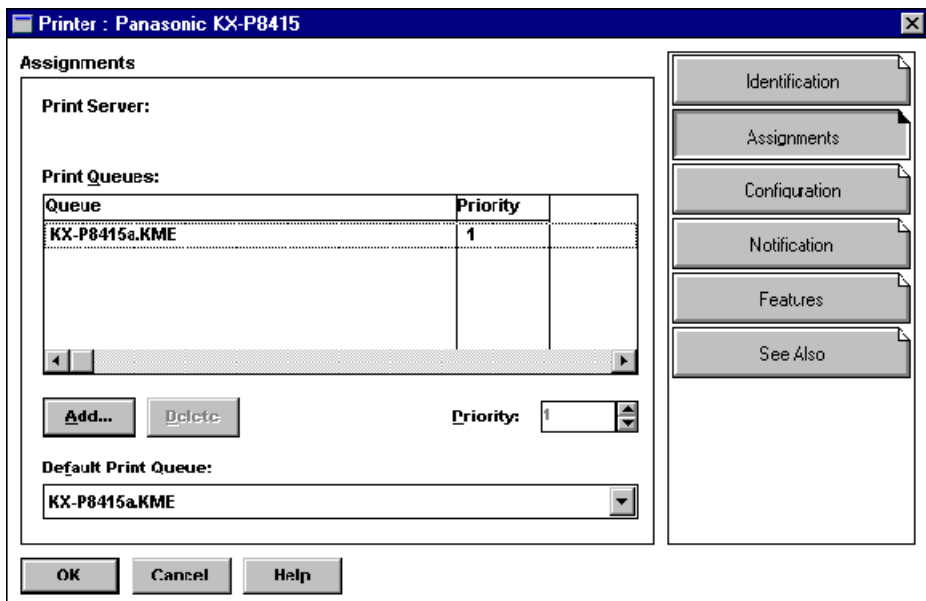 Printer : Panasonic KX-P8415
Assignments
Print Server:
Print Queues:
Queue Priority
KX-P8415a.KME 1
Add... Delete Priority: 1
Default Print Queue:
KX-P8415a.KME
OK Cancel Help
Identification
Assignments
Configuration
Notification
Features
See Also